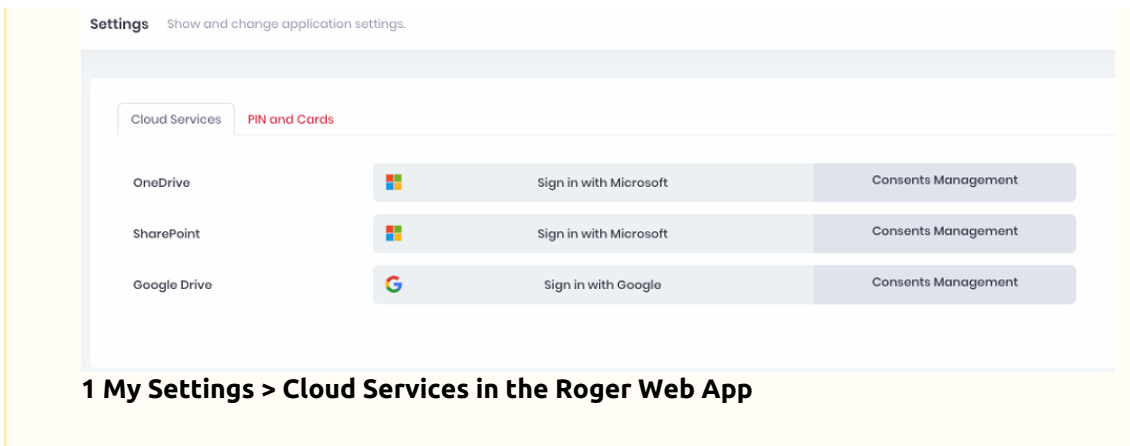 Settings Show and change application settings.
Cloud Services PIN and Cards
OneDrive Sign in with Microsoft Consents Management
SharePoint Sign in with Microsoft Consents Management
Google Drive Sign in with Google Consents Management
1 My Settings > Cloud Services in the Roger Web App